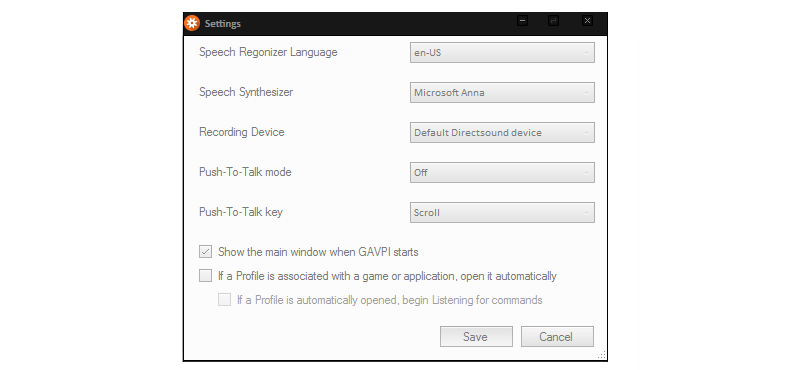 Settings
Speech Regonizer Language
en-US
Speech Synthesizer
Microsoft Anna
Recording Device
Default Directsound device
Push-To-Talk mode
Off
Push-To-Talk key
Scroll
Show the main window when GAVPI starts
If a Profile is associated with a game or application, open it automatically
If a Profile is automatically opened, begin Listening for commands
Save
Cancel